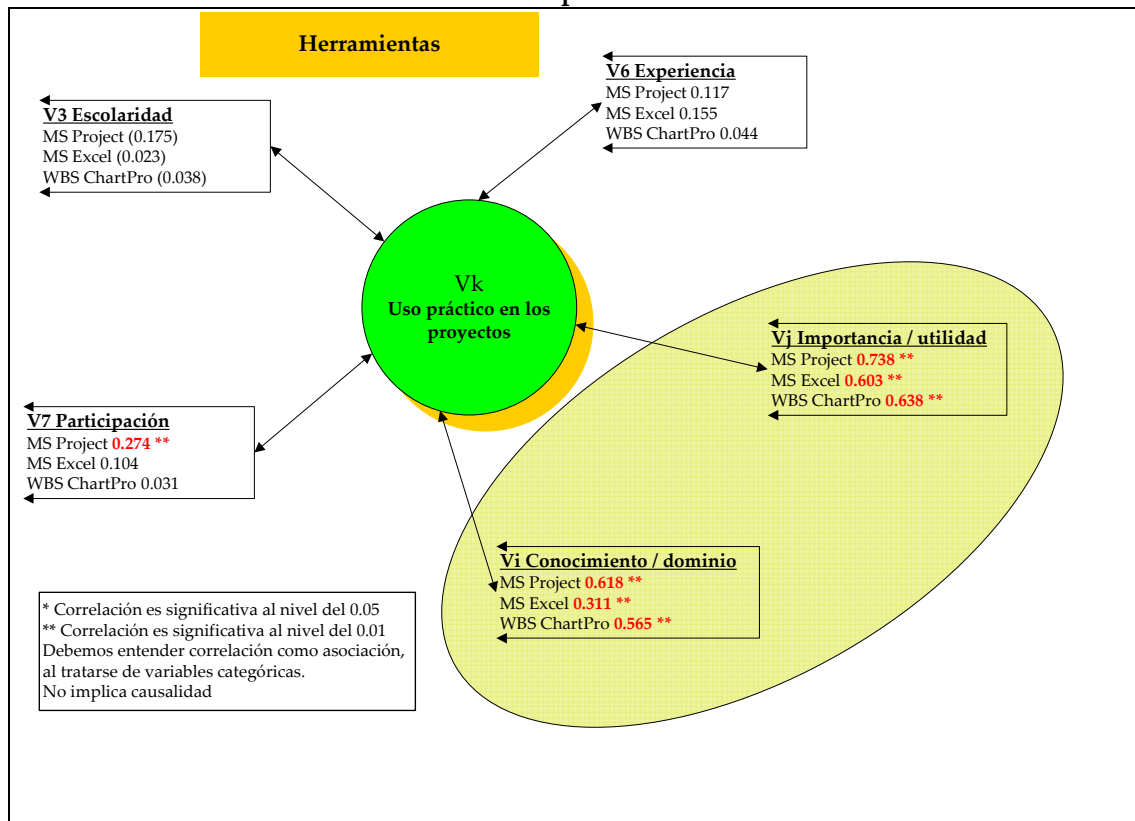 Herramientas
V6 Experiencia
MS Project 0.117
MS Excel 0.155
WBS ChartPro 0.044
V3 Escolaridad
MS Project (0.175)
MS Excel (0.023)
WBS ChartPro (0.038)
Vk
Uso práctico en los
proyectos
Vj Importancia / utilidad
MS Project 0.738 **
MS Excel 0.603 **
WBS ChartPro 0.638 **
V7 Participación
MS Project 0.274 **
MS Excel 0.104
WBS ChartPro 0.031
Vi Conocimiento / dominio
MS Project 0.618 **
MS Excel 0.311 **
WBS ChartPro 0.565 **
* Correlación es significativa al nivel del 0.05
** Correlación es significativa al nivel del 0.01
Debemos entender correlación como asociación,
al tratarse de variables categóricas.
No implica causalidad